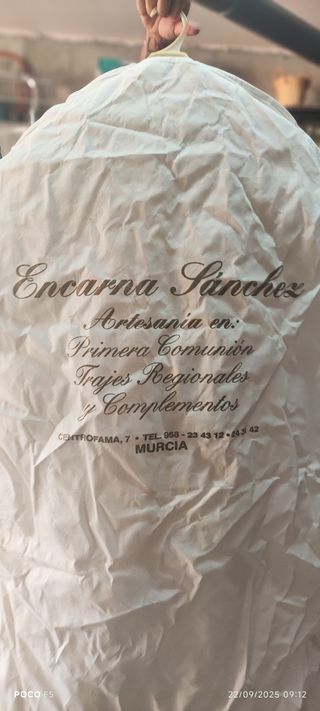 Encarna Sánchez
Artesanía en:
Primera Comunión
Trajes Regionales
y Complementos
CENTROFAMA, 7 • TEL. 968 - 23 43 12 •
MURCIA
POCO F5
22/09/2025 09:12